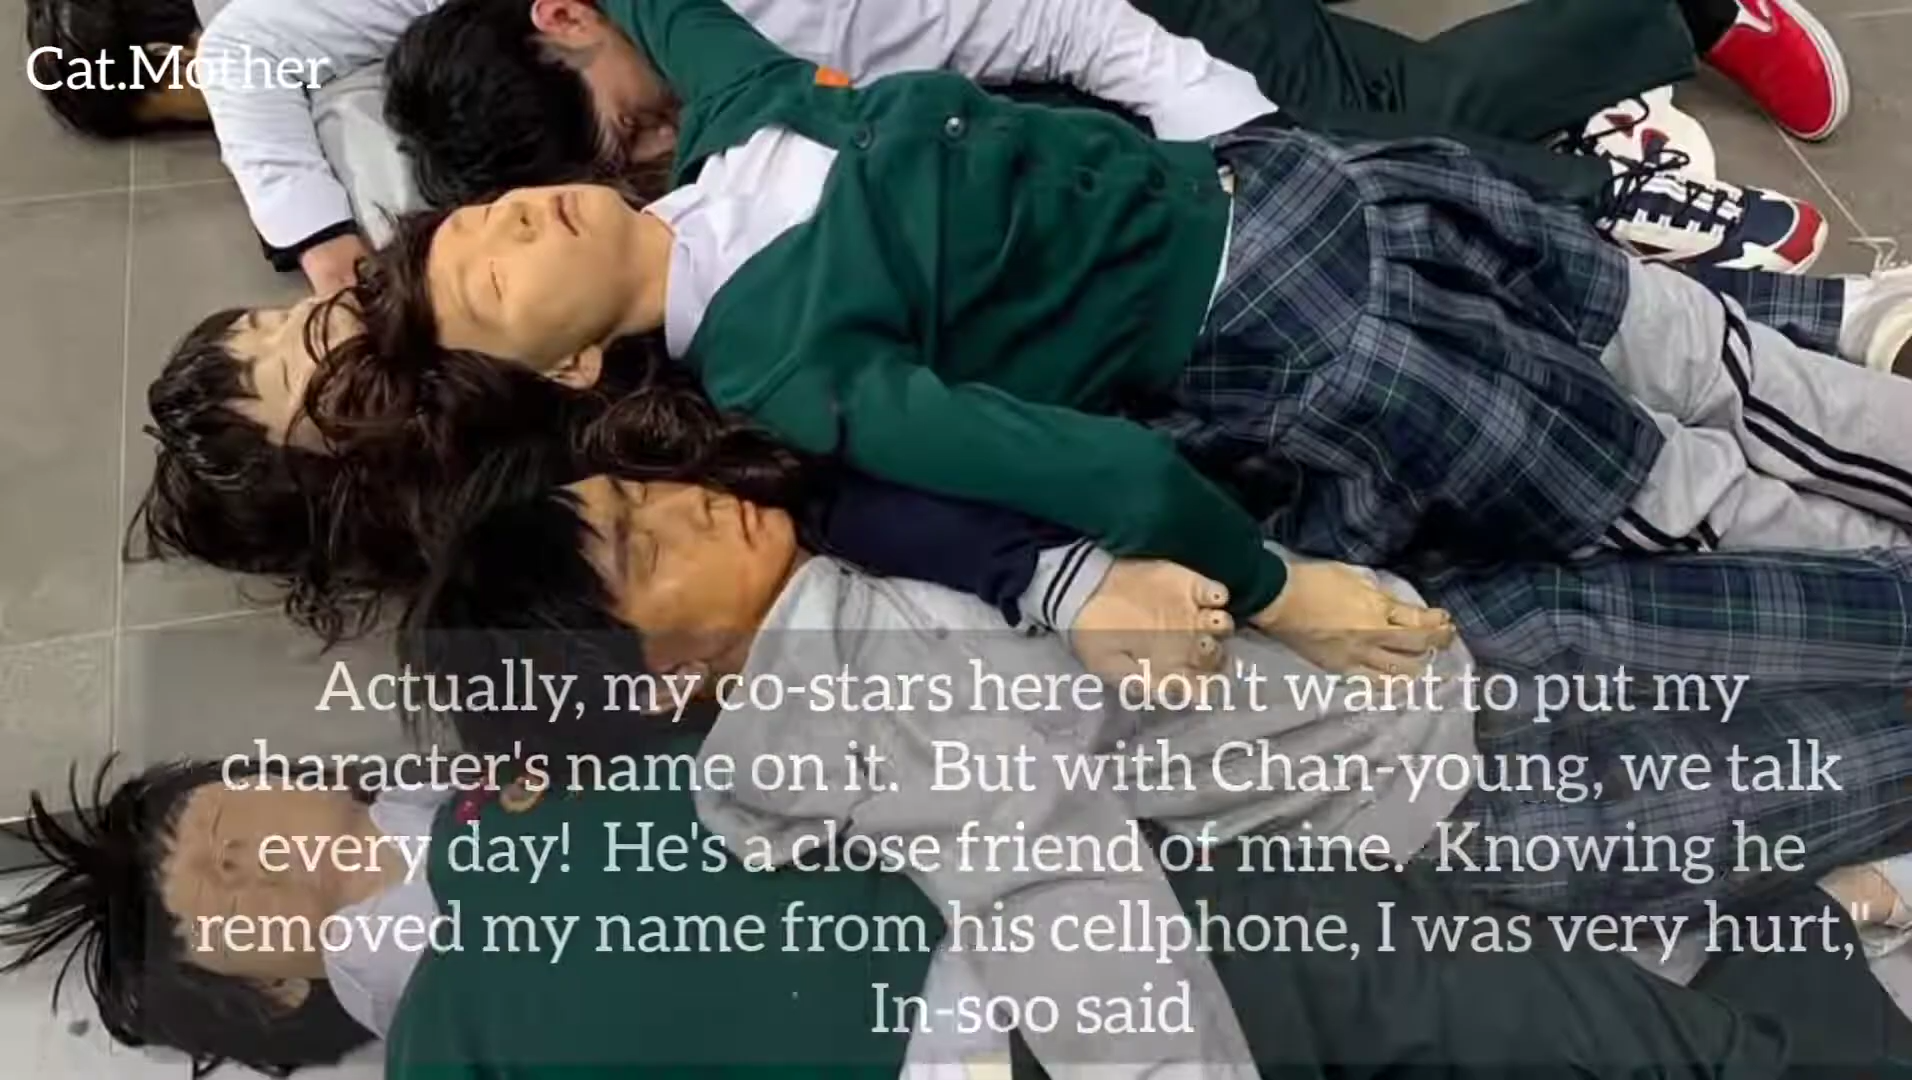 Cat.Mother
Actually, my co-stars here don't want to put my
character's name on it.  But with Chan-young, we talk
every day!  He's a close friend of mine.  Knowing he
removed my name from his cellphone, I was very hurt,"
In-soo said